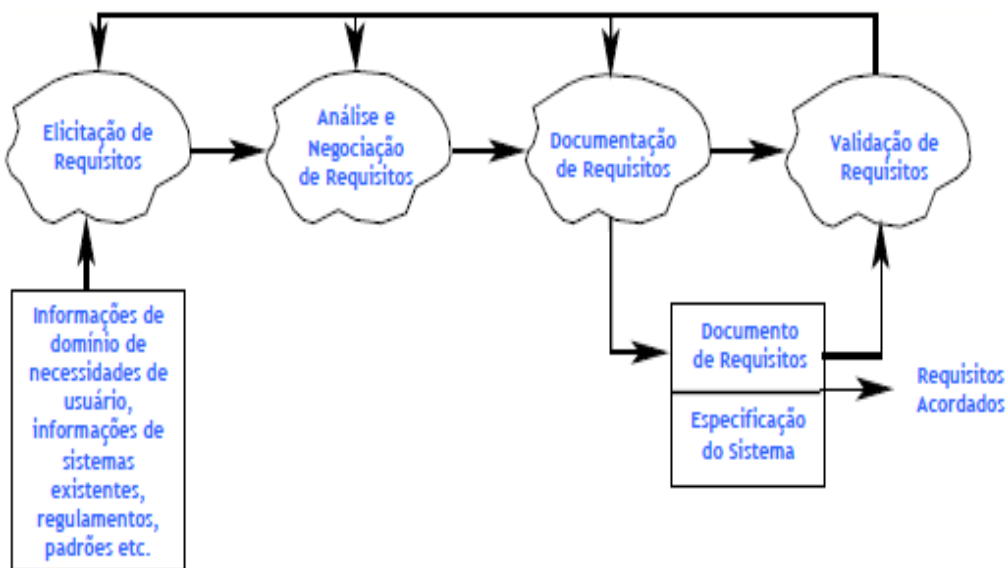 Elicitação de
Requisitos
Análise e
Negociação
de Requisitos
Documentação
de Requisitos
Validação de
Requisitos
Informações de
domínio de
necessidades de
usuário,
informações de
sistemas
existentes,
regulamentos,
padrões etc.
Documento
de Requisitos
Especificação
do Sistema
Requisitos
Acordados